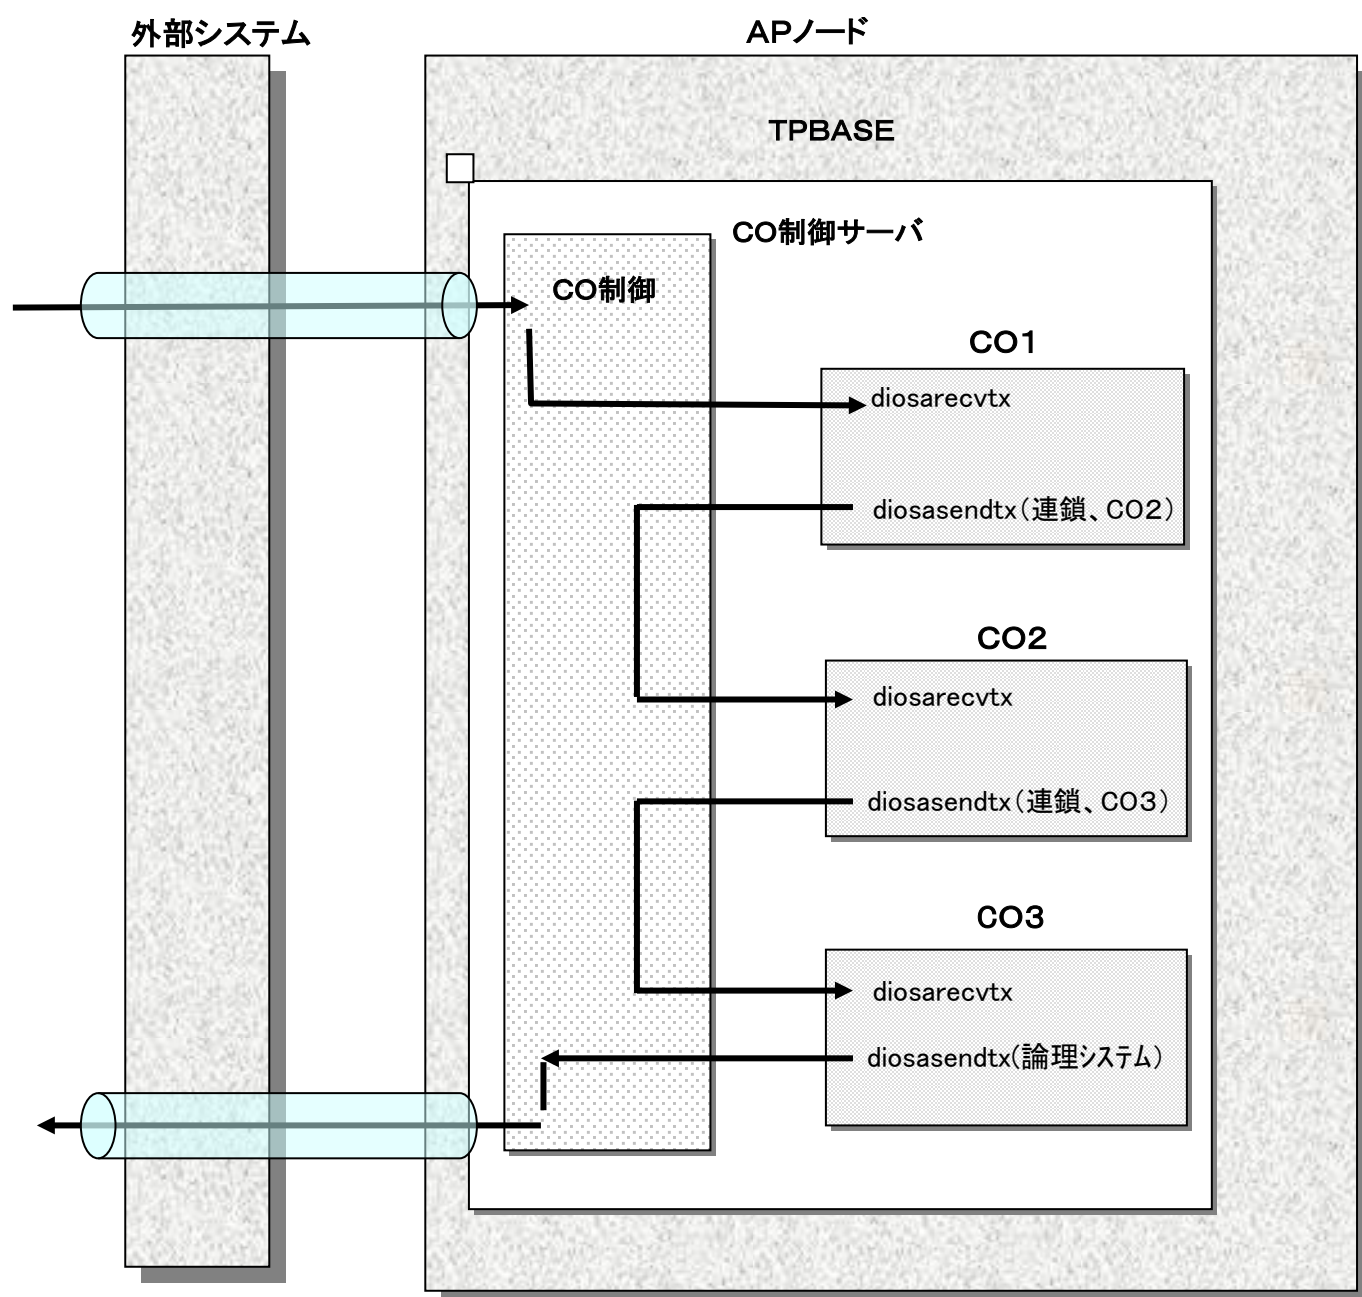 外部システム
APノード
TPBASE
CO制御サーバ
CO制御
CO1
diosarecvtx
diosasendtx(連鎖、CO2)
CO2
diosarecvtx
diosasendtx(連鎖、CO3)
CO3
diosarecvtx
diosasendtx(論理システム)